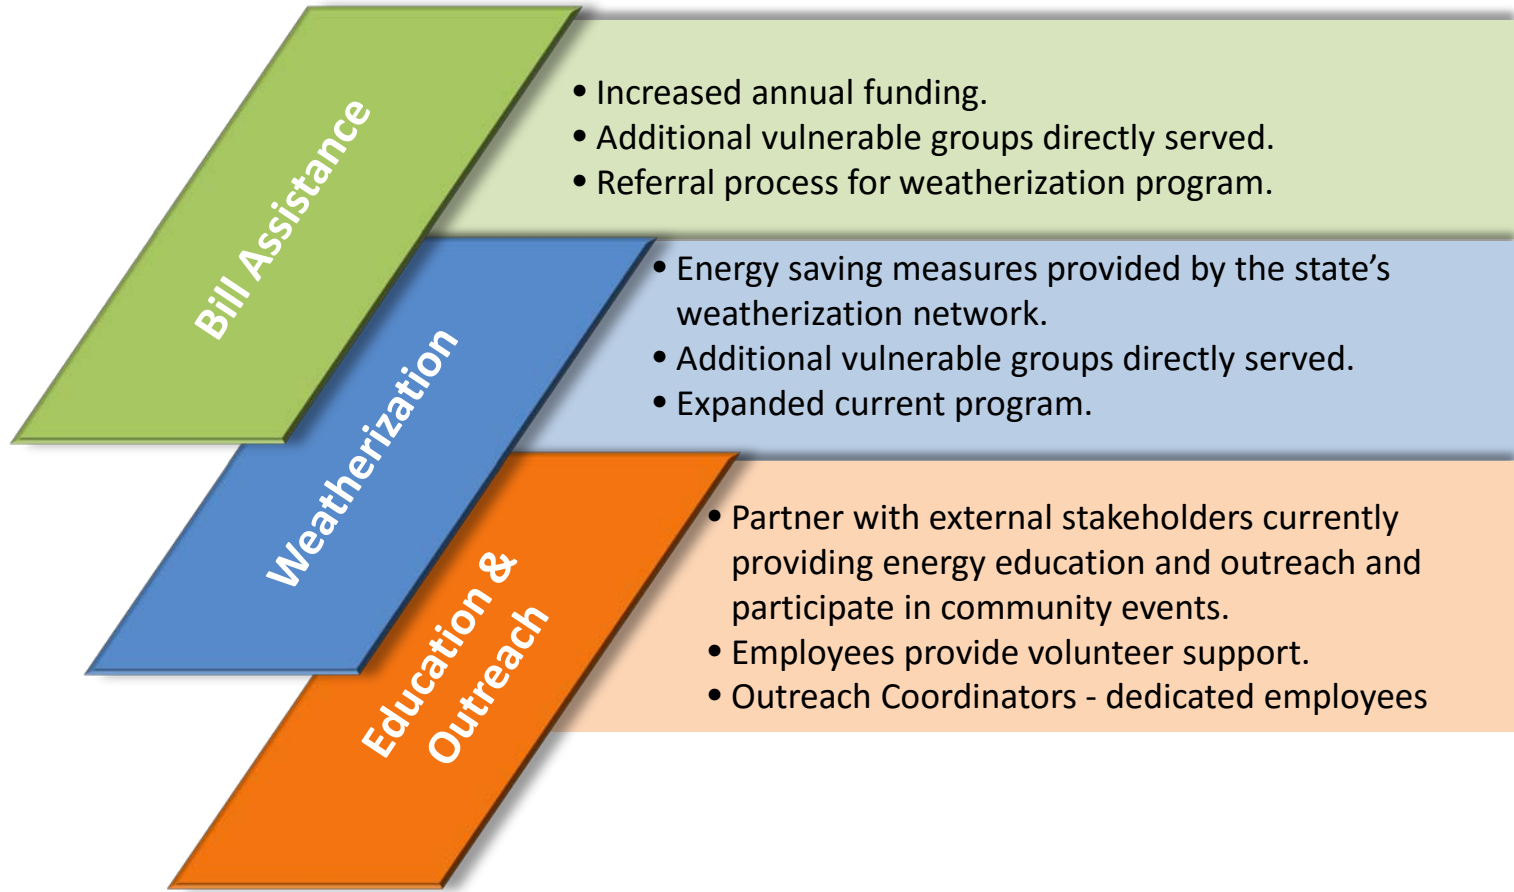 Bill Assistance
• Increased annual funding.
• Additional vulnerable groups directly served.
• Referral process for weatherization program.
Weatherization
• Energy saving measures provided by the state’s
weatherization network.
• Additional vulnerable groups directly served.
• Expanded current program.
Education &
Outreach
• Partner with external stakeholders currently
providing energy education and outreach and
participate in community events.
• Employees provide volunteer support.
• Outreach Coordinators - dedicated employees